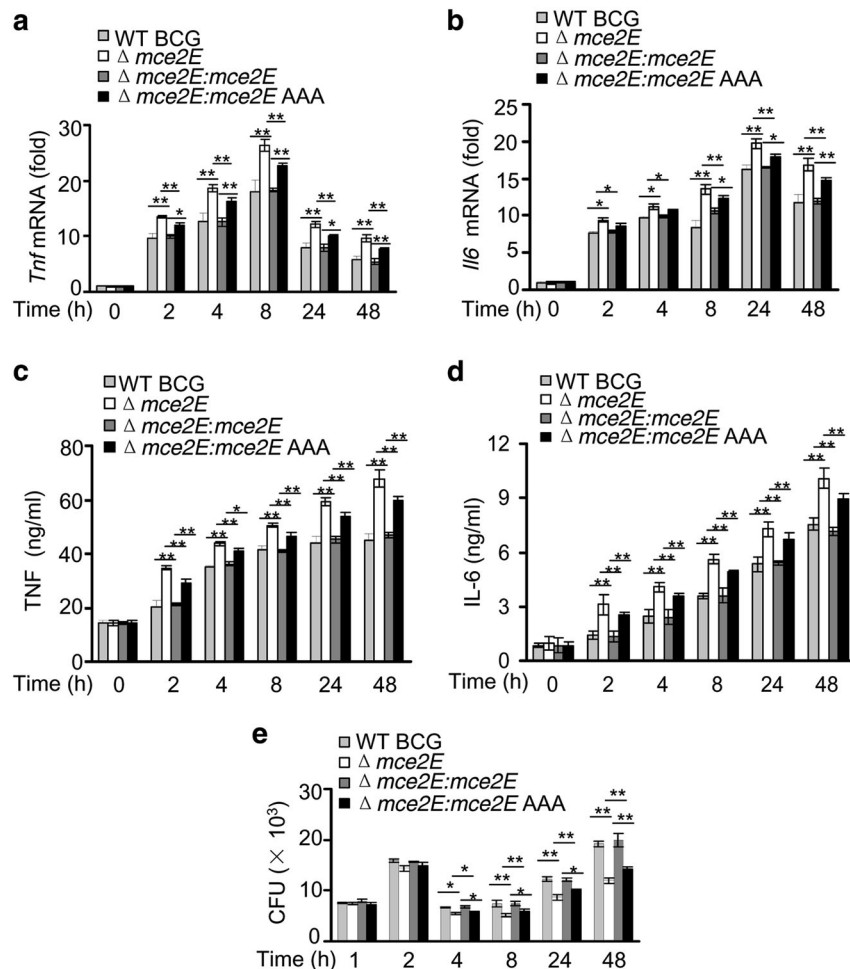 a
WT BCG
Δ mce2E
Δ mce2E:mce2E
Δ mce2E:mce2E AAA
Tnf mRNA (fold)
30
20
10
0
** ** ** ** ** ** ** ** ** ** ** ** * ** * **
Time (h) 0 2 4 8 24 48
b
WT BCG
Δ mce2E
Δ mce2E:mce2E
Δ mce2E:mce2E AAA
Il6 mRNA (fold)
25
20
15
10
5
0
* * * * ** ** * ** ** * ** ** **
Time (h) 0 2 4 8 24 48
c
WT BCG
Δ mce2E
Δ mce2E:mce2E
Δ mce2E:mce2E AAA
TNF (ng/ml)
80
60
40
20
0
** ** ** ** ** * ** ** ** ** ** ** ** ** **
Time (h) 0 2 4 8 24 48
d
WT BCG
Δ mce2E
Δ mce2E:mce2E
Δ mce2E:mce2E AAA
IL-6 (ng/ml)
12
9
6
3
0
** ** ** ** ** ** ** ** ** ** ** ** ** ** **
Time (h) 0 2 4 8 24 48
e
WT BCG
Δ mce2E
Δ mce2E:mce2E
Δ mce2E:mce2E AAA
CFU (× 10³)
30
20
10
0
* * * ** ** * ** ** * ** ** **
Time (h) 1 2 4 8 24 48